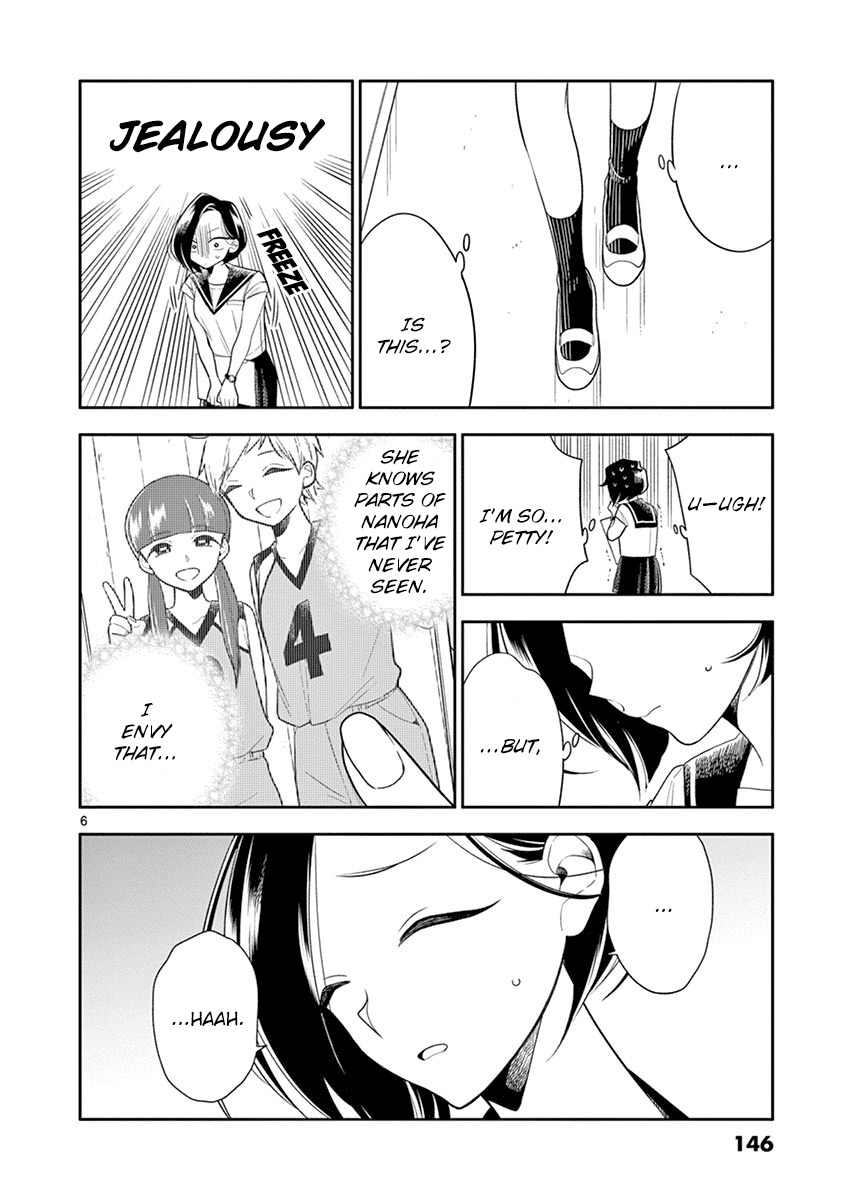 ...
IS
THIS...?
JEALOUSY
FREEZE
U-UGH!
I'M SO...
PETTY!
...BUT,
SHE
KNOWS
PARTS OF
NANOHA
THAT I'VE
NEVER
SEEN.
4
I
ENVY
THAT...
6
...
...HAAH.
146